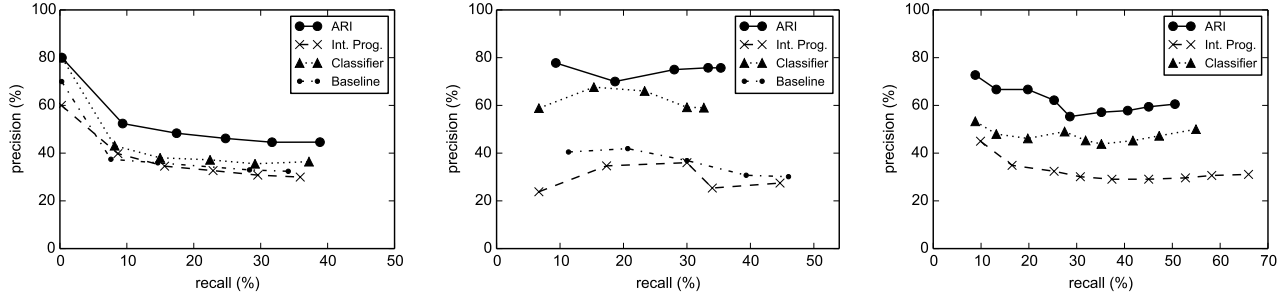 100
80
60
40
20
0
precision (%)
0 10 20 30 40 50
recall (%)
ARI
Int. Prog.
Classifier
Baseline
100
80
60
40
20
0
precision (%)
0 10 20 30 40 50
recall (%)
ARI
Int. Prog.
Classifier
Baseline
100
80
60
40
20
0
precision (%)
0 10 20 30 40 50 60 70
recall (%)
ARI
Int. Prog.
Classifier